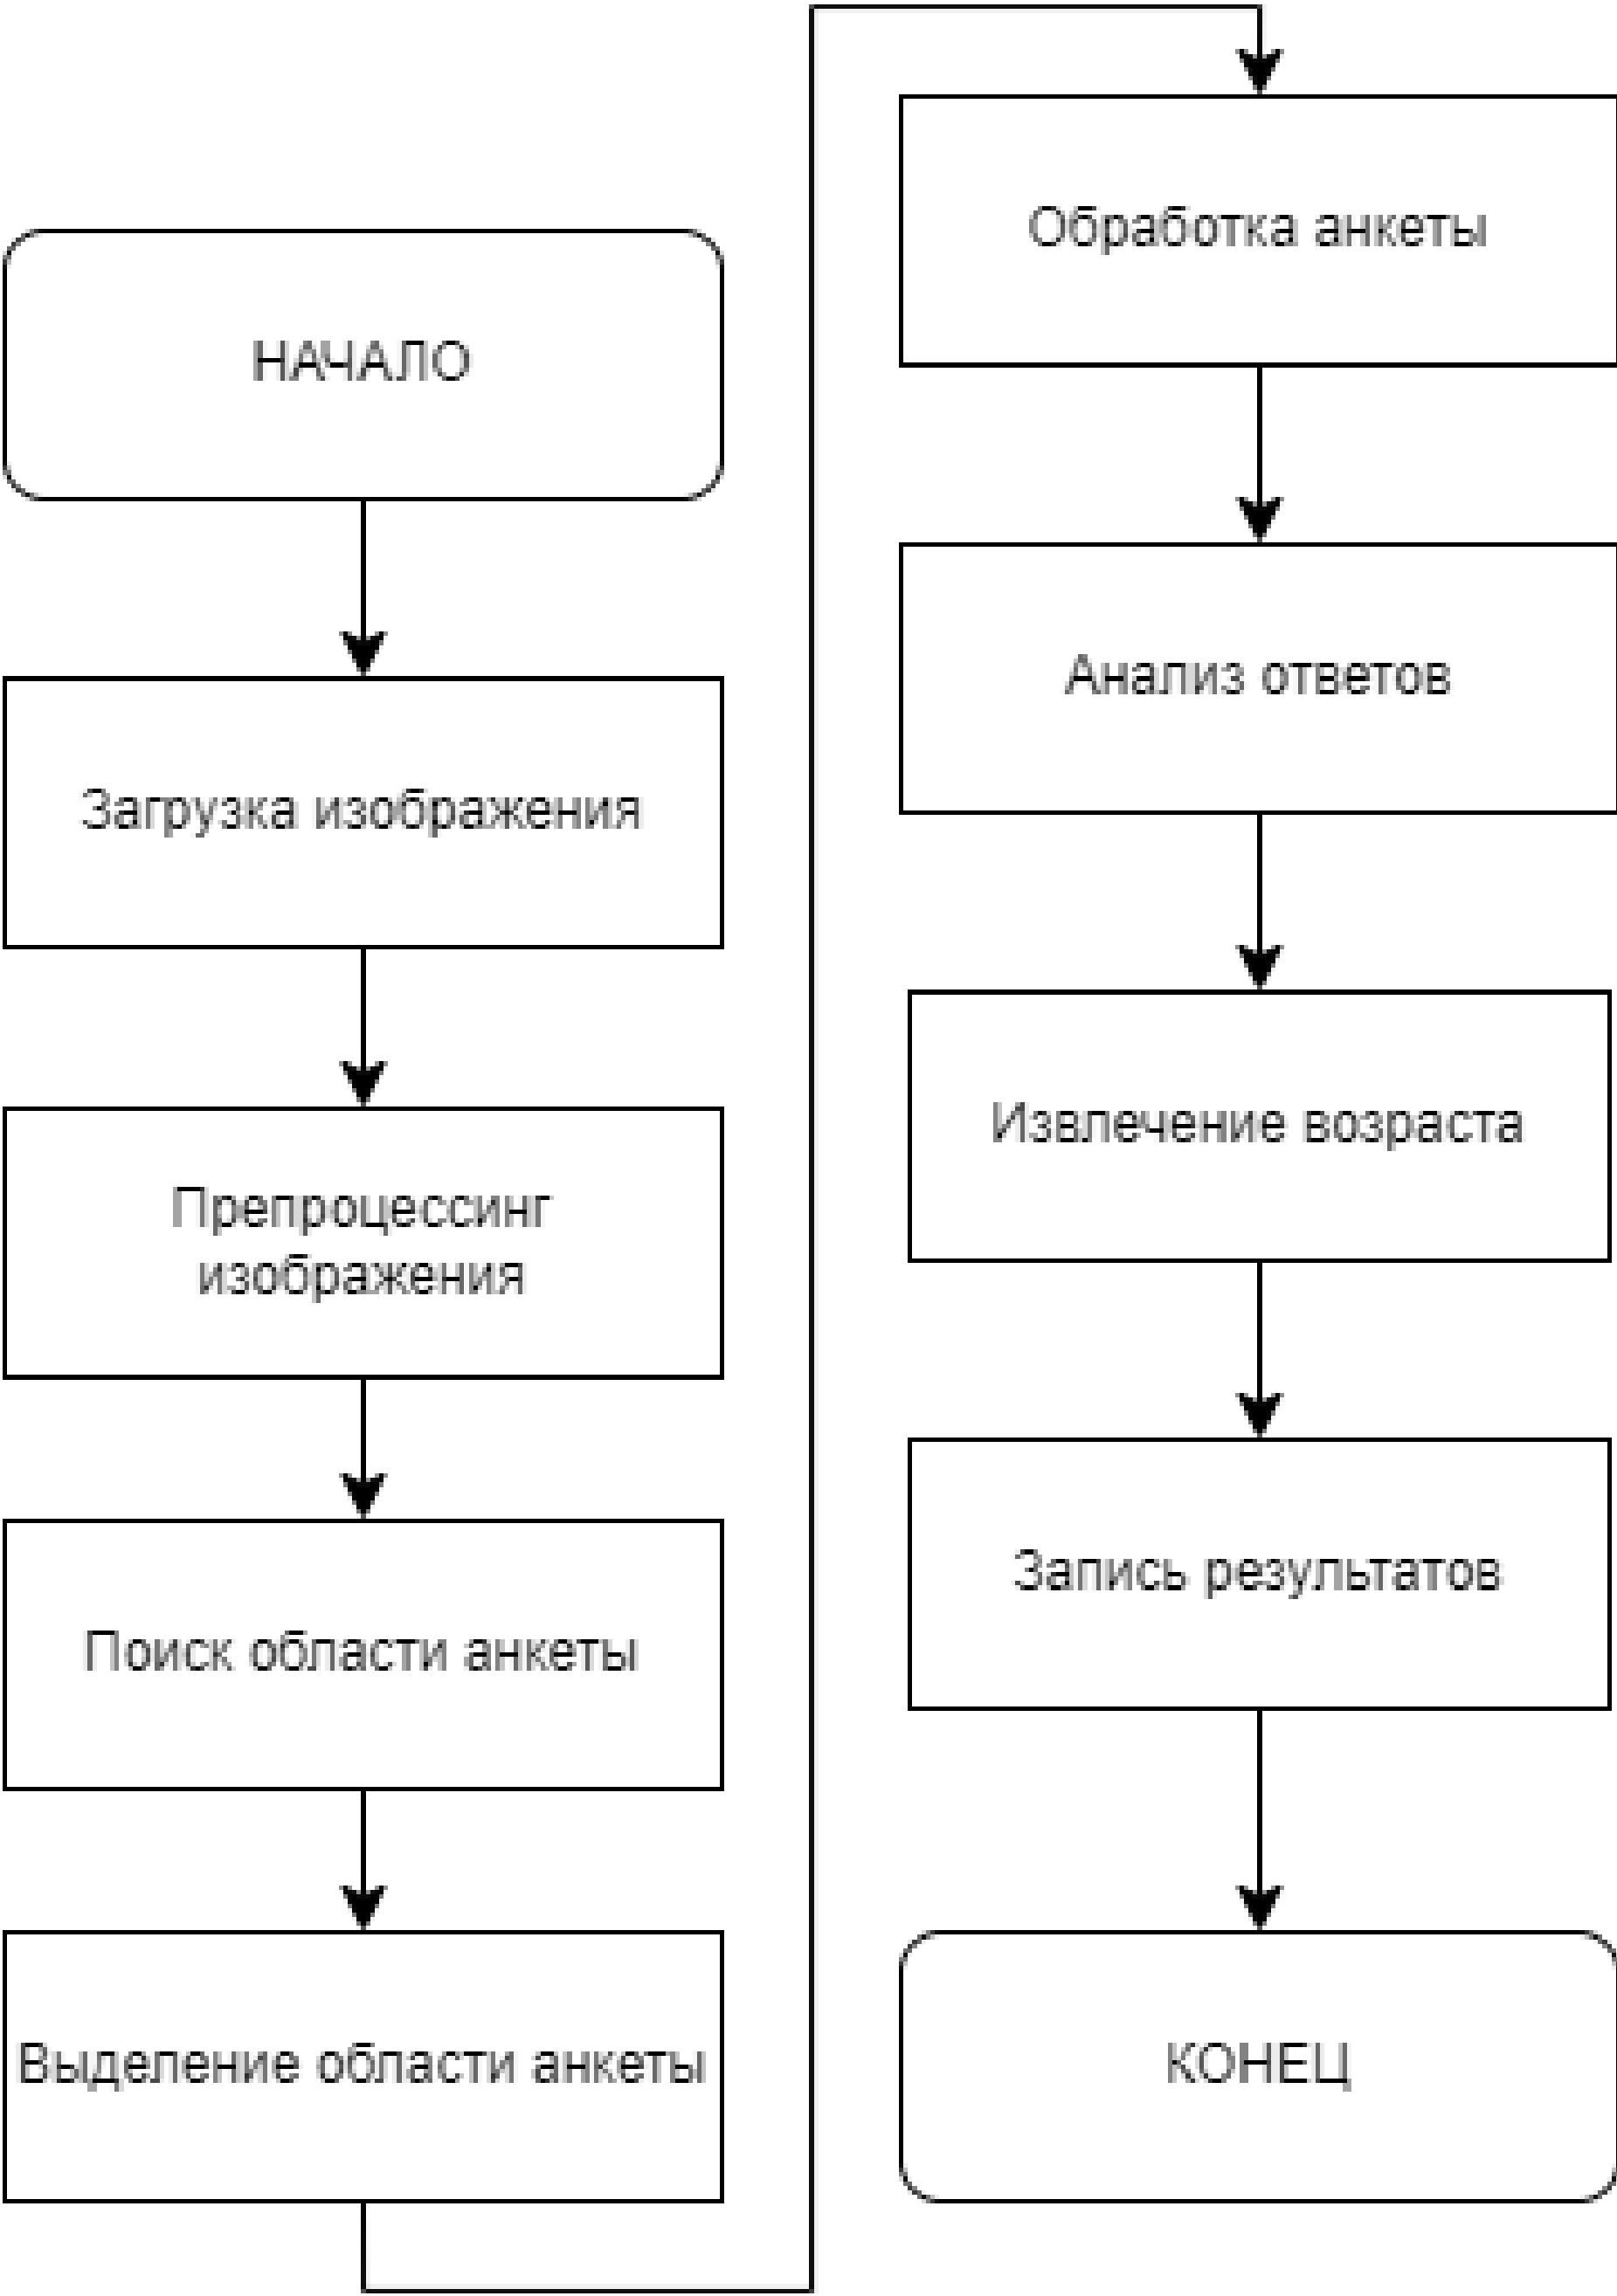 НАЧАЛО
Загрузка изображения
Препроцессинг
изображения
Поиск области анкеты
Выделение области анкеты
Обработка анкеты
Анализ ответов
Извлечение возраста
Запись результатов
КОНЕЦ